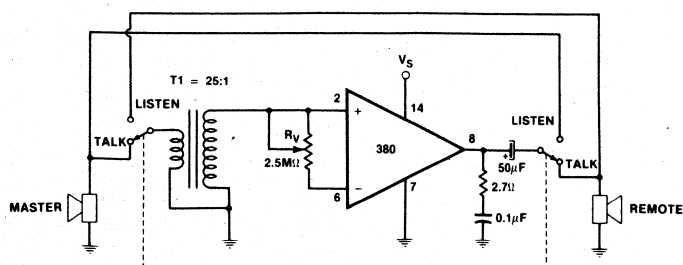 T1 = 25:1
V_S
LISTEN
2
+
14
LISTEN
TALK
R_V
2.5MΩ
380
8
+
50μF
TALK
2.7Ω
−
6
7
MASTER
0.1μF
REMOTE